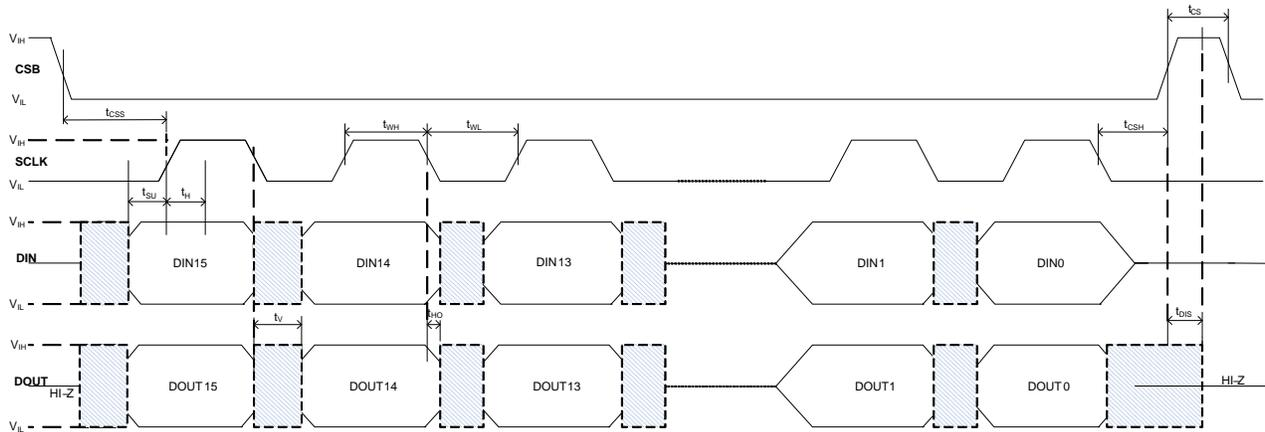 tCS
VIH
CSB
VIL
tCSS
tWH
tWL
tCSH
VIH
SCLK
VIL
tSU
tH
VIH
DIN
DIN15
DIN14
DIN13
DIN1
DIN0
VIL
tV
tHO
tDIS
VIH
DOUT
HI-Z
DOUT15
DOUT14
DOUT13
DOUT1
DOUT0
HI-Z
VIL